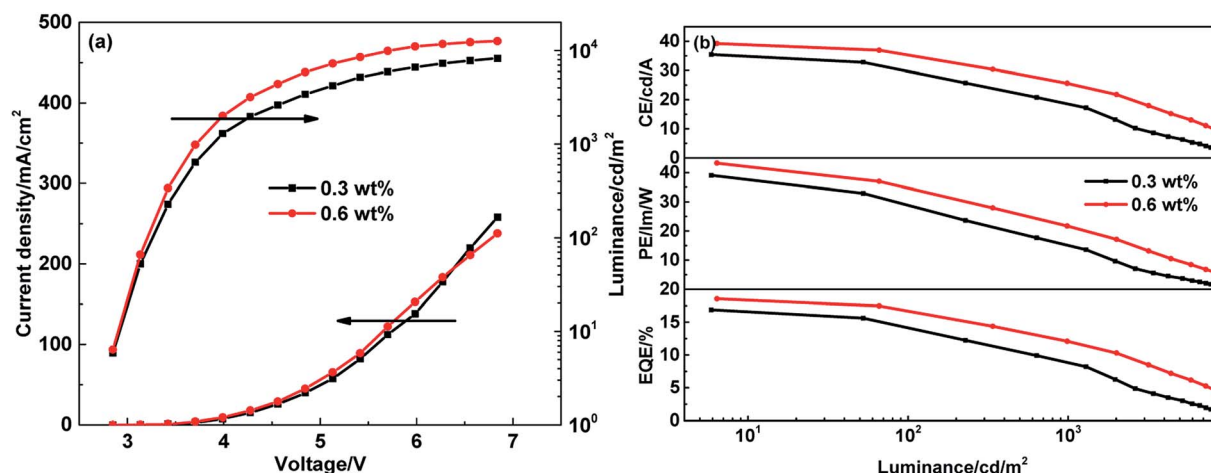 (a)
Current density/mA/cm²
500
400
300
200
100
0
0.3 wt%
0.6 wt%
10⁴
10³
10²
10¹
10⁰
Luminance/cd/m²
3 4 5 6 7
Voltage/V
(b)
CE/cd/A
40
30
20
10
0
PE/lm/W
40
30
20
10
0.3 wt%
0.6 wt%
EQE/%
20
15
10
5
0
10¹ 10² 10³
Luminance/cd/m²